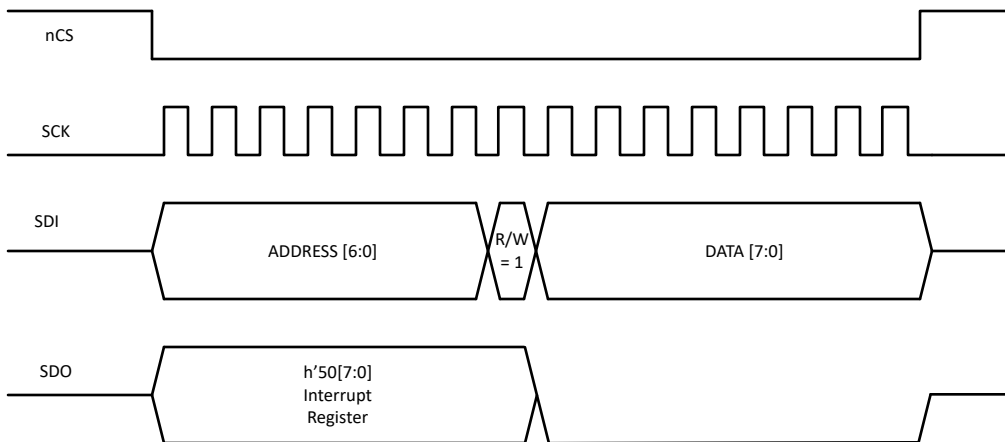 nCS
SCK
SDI
ADDRESS [6:0]
R/W
= 1
DATA [7:0]
SDO
h’50[7:0]
Interrupt
Register